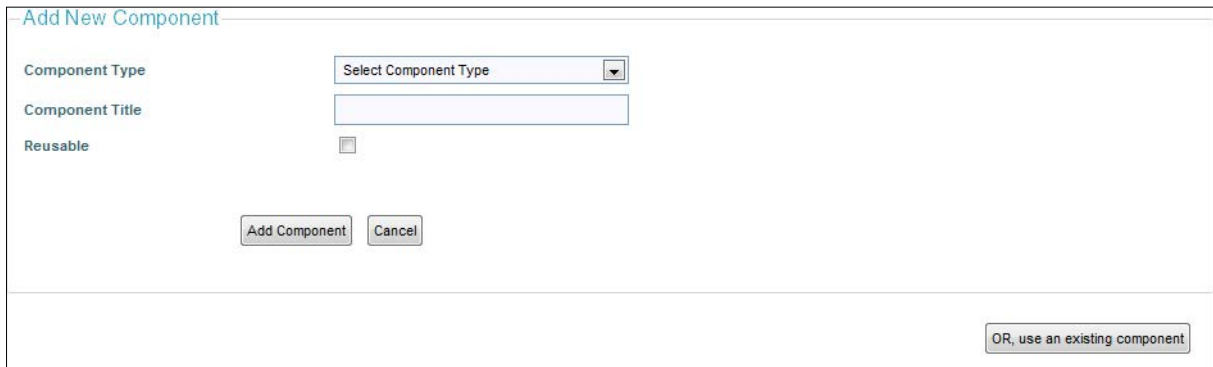 Add New Component
Component Type Select Component Type
Component Title
Reusable
Add Component Cancel
OR, use an existing component